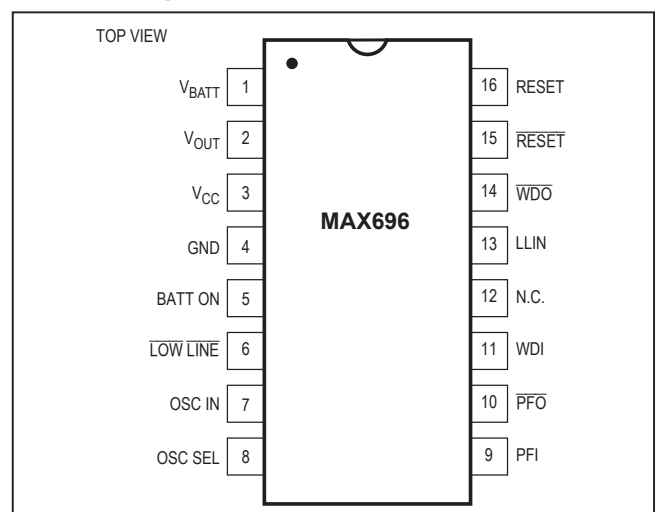 TOP VIEW
VBATT 1
VOUT 2
VCC 3
GND 4
BATT ON 5
LOW LINE 6
OSC IN 7
OSC SEL 8
MAX696
16 RESET
15 RESET
14 WDO
13 LLIN
12 N.C.
11 WDI
10 PFO
9 PFI